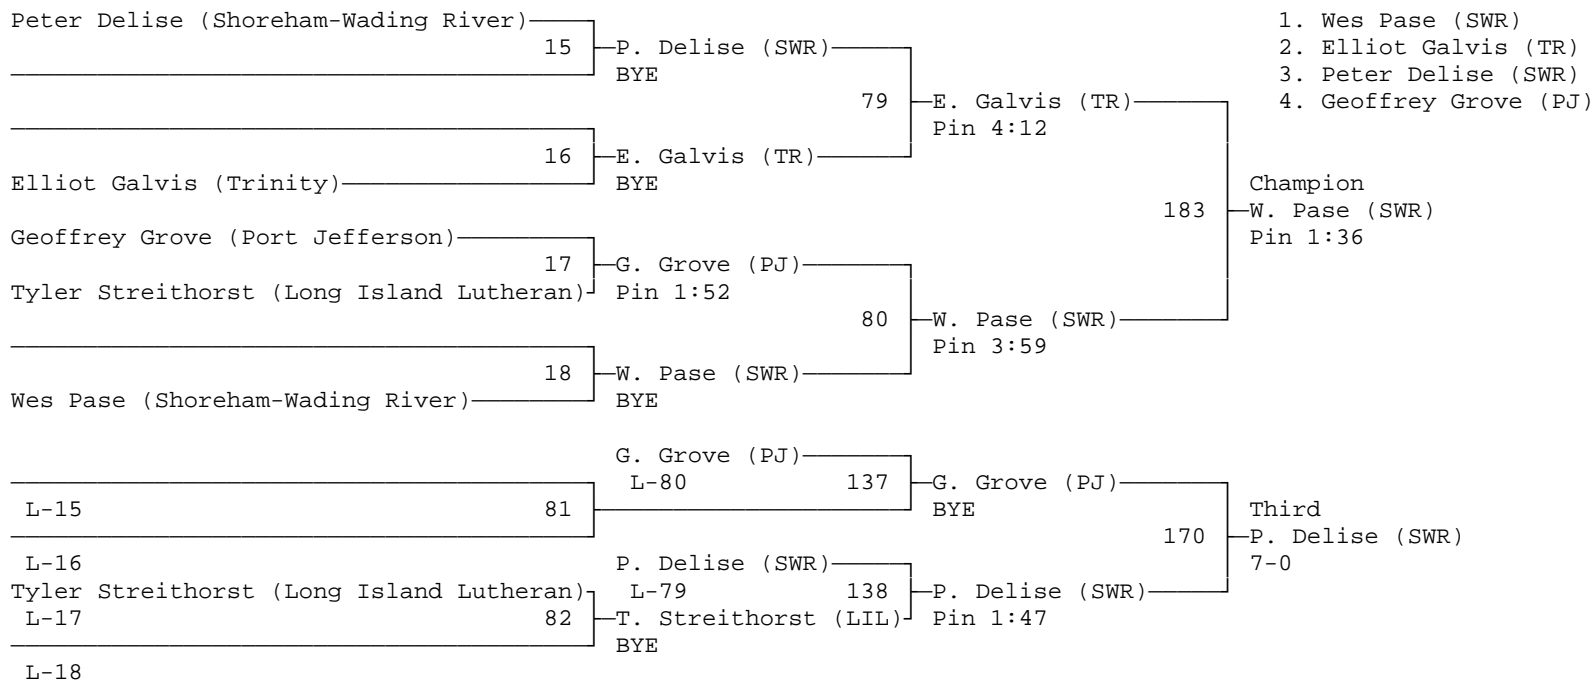 Peter Delise (Shoreham-Wading River)
1. Wes Pase (SWR)
15 P. Delise (SWR)
2. Elliot Galvis (TR)
BYE
3. Peter Delise (SWR)
79 E. Galvis (TR)
4. Geoffrey Grove (PJ)
Pin 4:12
16 E. Galvis (TR)
Elliot Galvis (Trinity)
BYE
Champion
183 W. Pase (SWR)
Geoffrey Grove (Port Jefferson)
Pin 1:36
17 G. Grove (PJ)
Tyler Streithorst (Long Island Lutheran)
Pin 1:52
80 W. Pase (SWR)
Pin 3:59
18 W. Pase (SWR)
Wes Pase (Shoreham-Wading River)
BYE
G. Grove (PJ)
L-80 137 G. Grove (PJ)
L-15 81
BYE
Third
170 P. Delise (SWR)
L-16
P. Delise (SWR)
7-0
Tyler Streithorst (Long Island Lutheran)
L-79 138 P. Delise (SWR)
L-17 82 T. Streithorst (LIL)
Pin 1:47
BYE
L-18